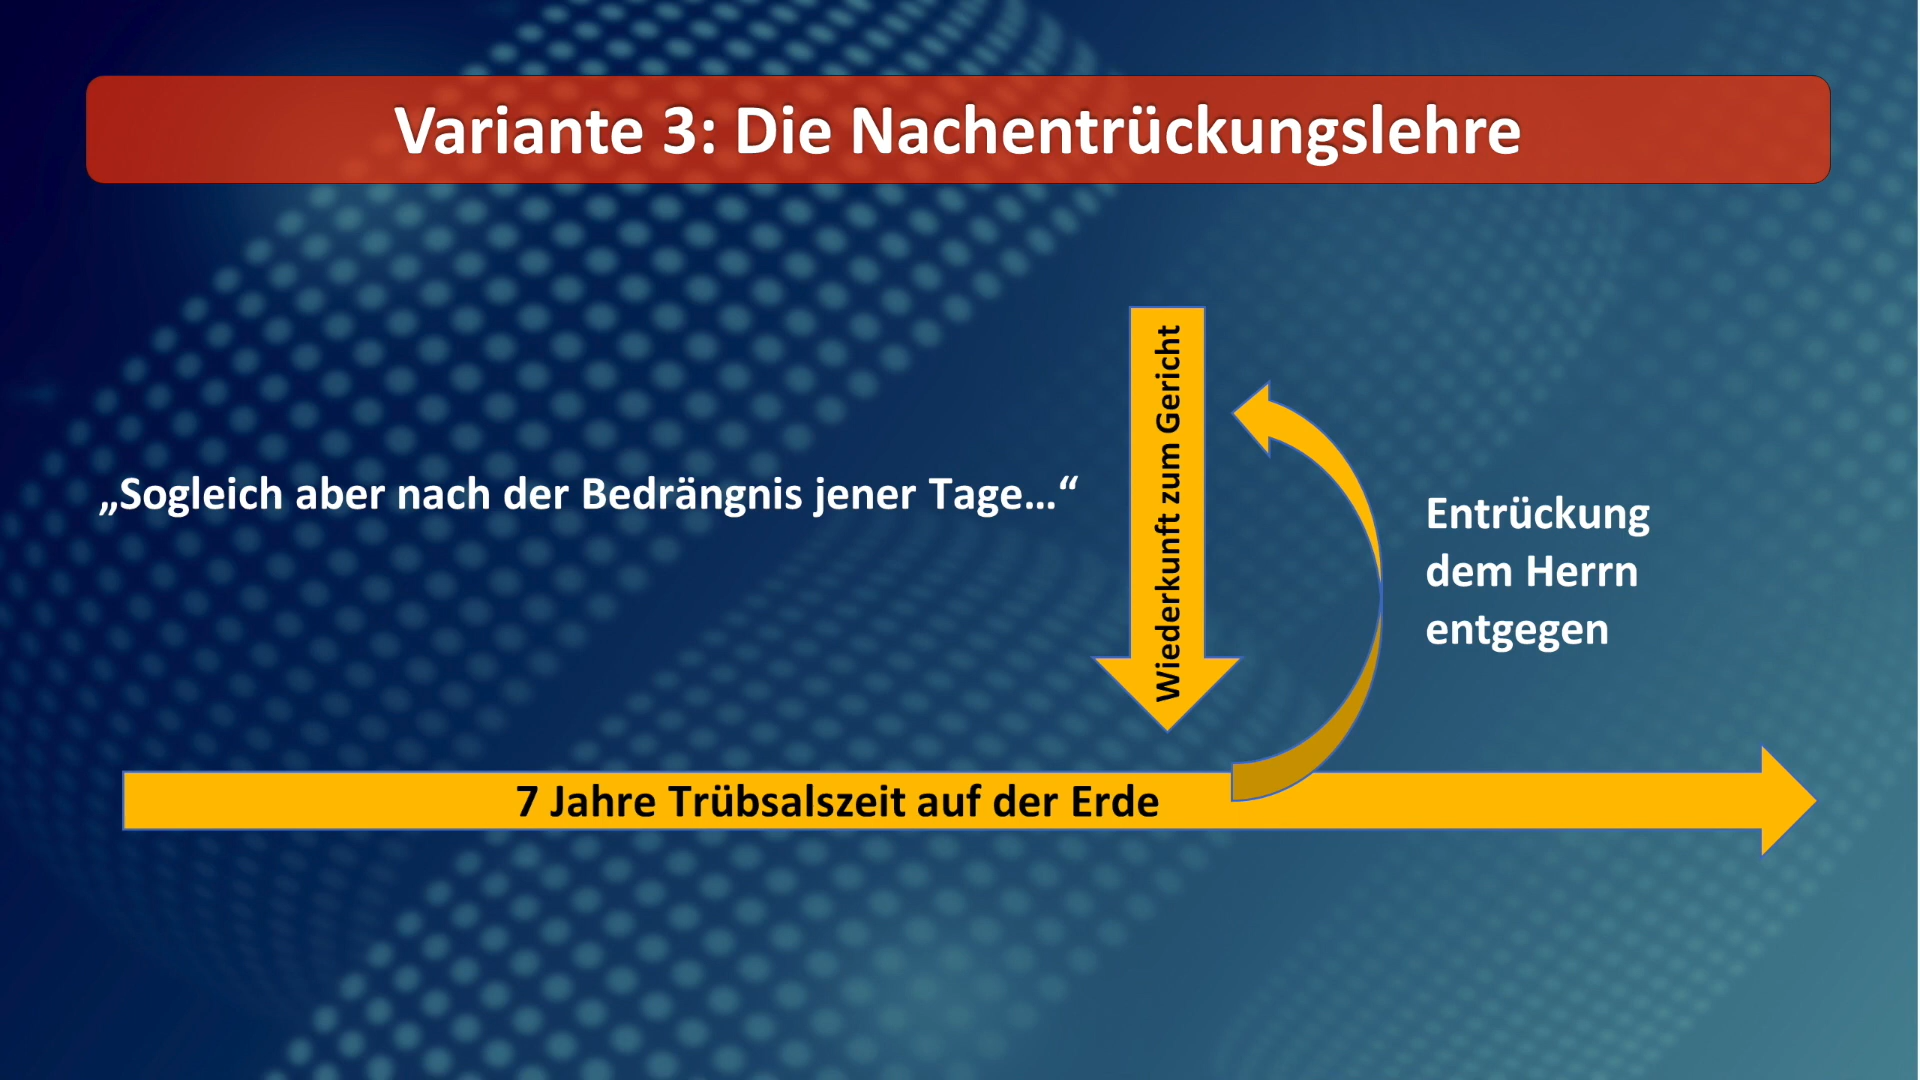 Variante 3: Die Nachentrückungslehre
„Sogleich aber nach der Bedrängnis jener Tage…“
Wiederkunft zum Gericht
Entrückung
dem Herrn
entgegen
7 Jahre Trübsalszeit auf der Erde